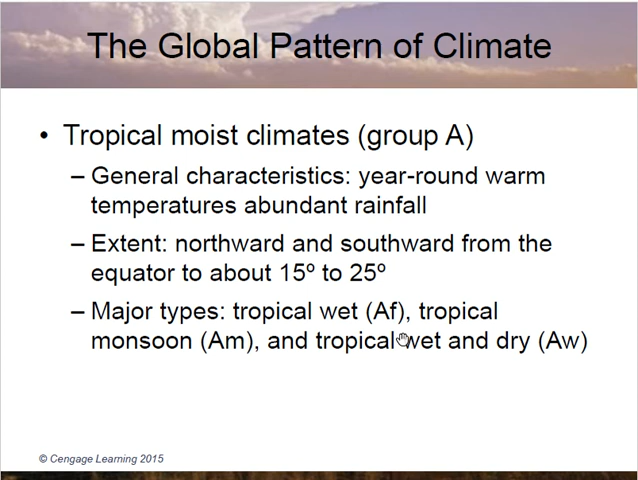 The Global Pattern of Climate
• Tropical moist climates (group A)
– General characteristics: year-round warm
temperatures abundant rainfall
– Extent: northward and southward from the
equator to about 15º to 25º
– Major types: tropical wet (Af), tropical
monsoon (Am), and tropical wet and dry (Aw)
© Cengage Learning 2015